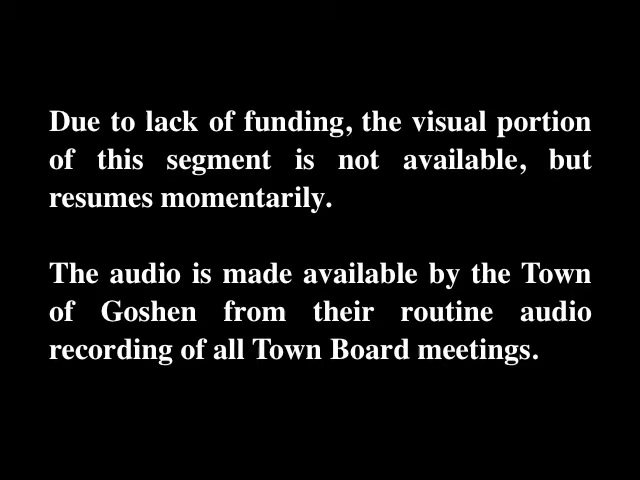 Due to lack of funding, the visual portion
of this segment is not available, but
resumes momentarily.
The audio is made available by the Town
of Goshen from their routine audio
recording of all Town Board meetings.